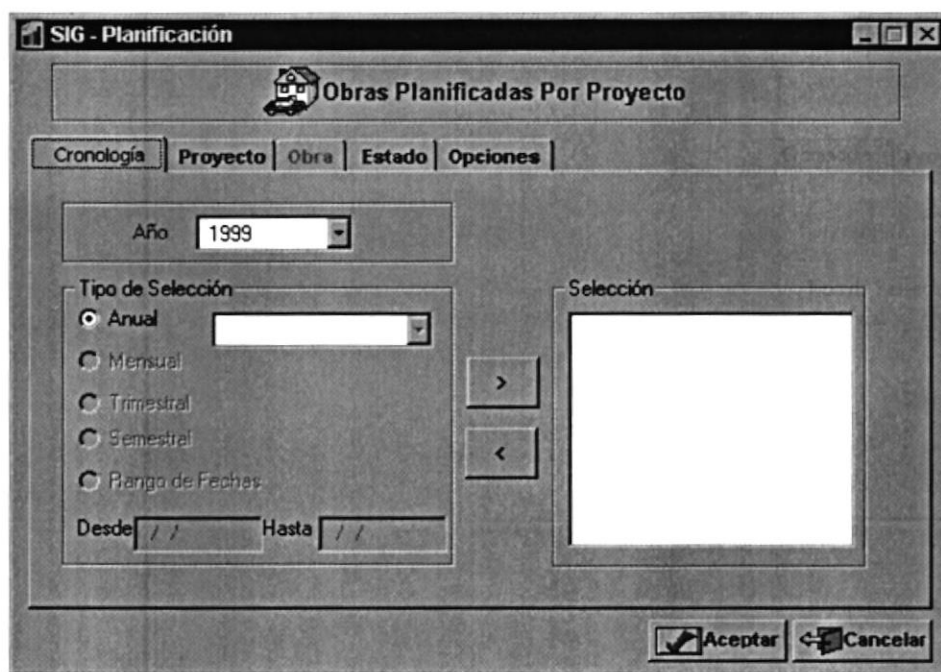 SIG - Planificación
Obras Planificadas Por Proyecto
Cronología Proyecto Obra Estado Opciones
Año 1999
Tipo de Selección
Selección
Anual
Mensual
>
Trimestral
Semestral
<
Rango de Fechas
Desde / / Hasta / /
Aceptar Cancelar